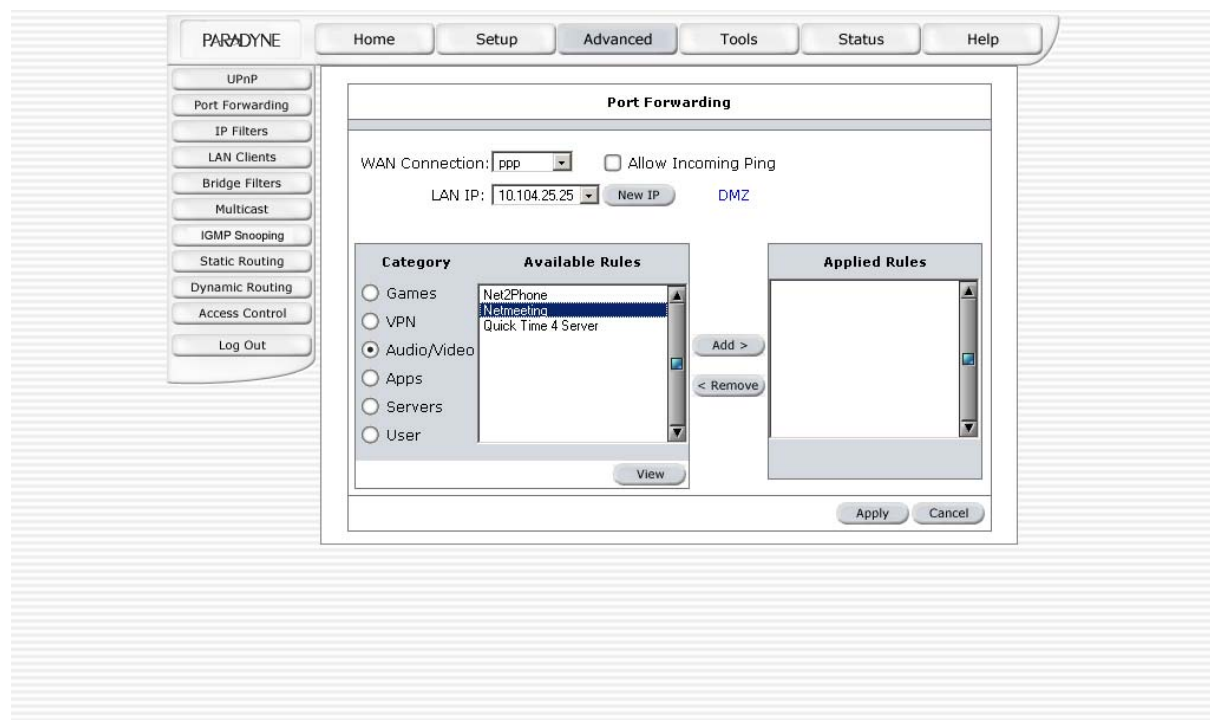 PARADYNE
Home Setup Advanced Tools Status Help
UPnP
Port Forwarding
IP Filters
LAN Clients
Bridge Filters
Multicast
IGMP Snooping
Static Routing
Dynamic Routing
Access Control
Log Out
Port Forwarding
WAN Connection: ppp Allow Incoming Ping
LAN IP: 10.104.25.25 New IP DMZ
Category Available Rules
Games
VPN
Audio/Video
Apps
Servers
User
Net2Phone
Netmeeting
Quick Time 4 Server
View
Add >
< Remove
Applied Rules
Apply Cancel